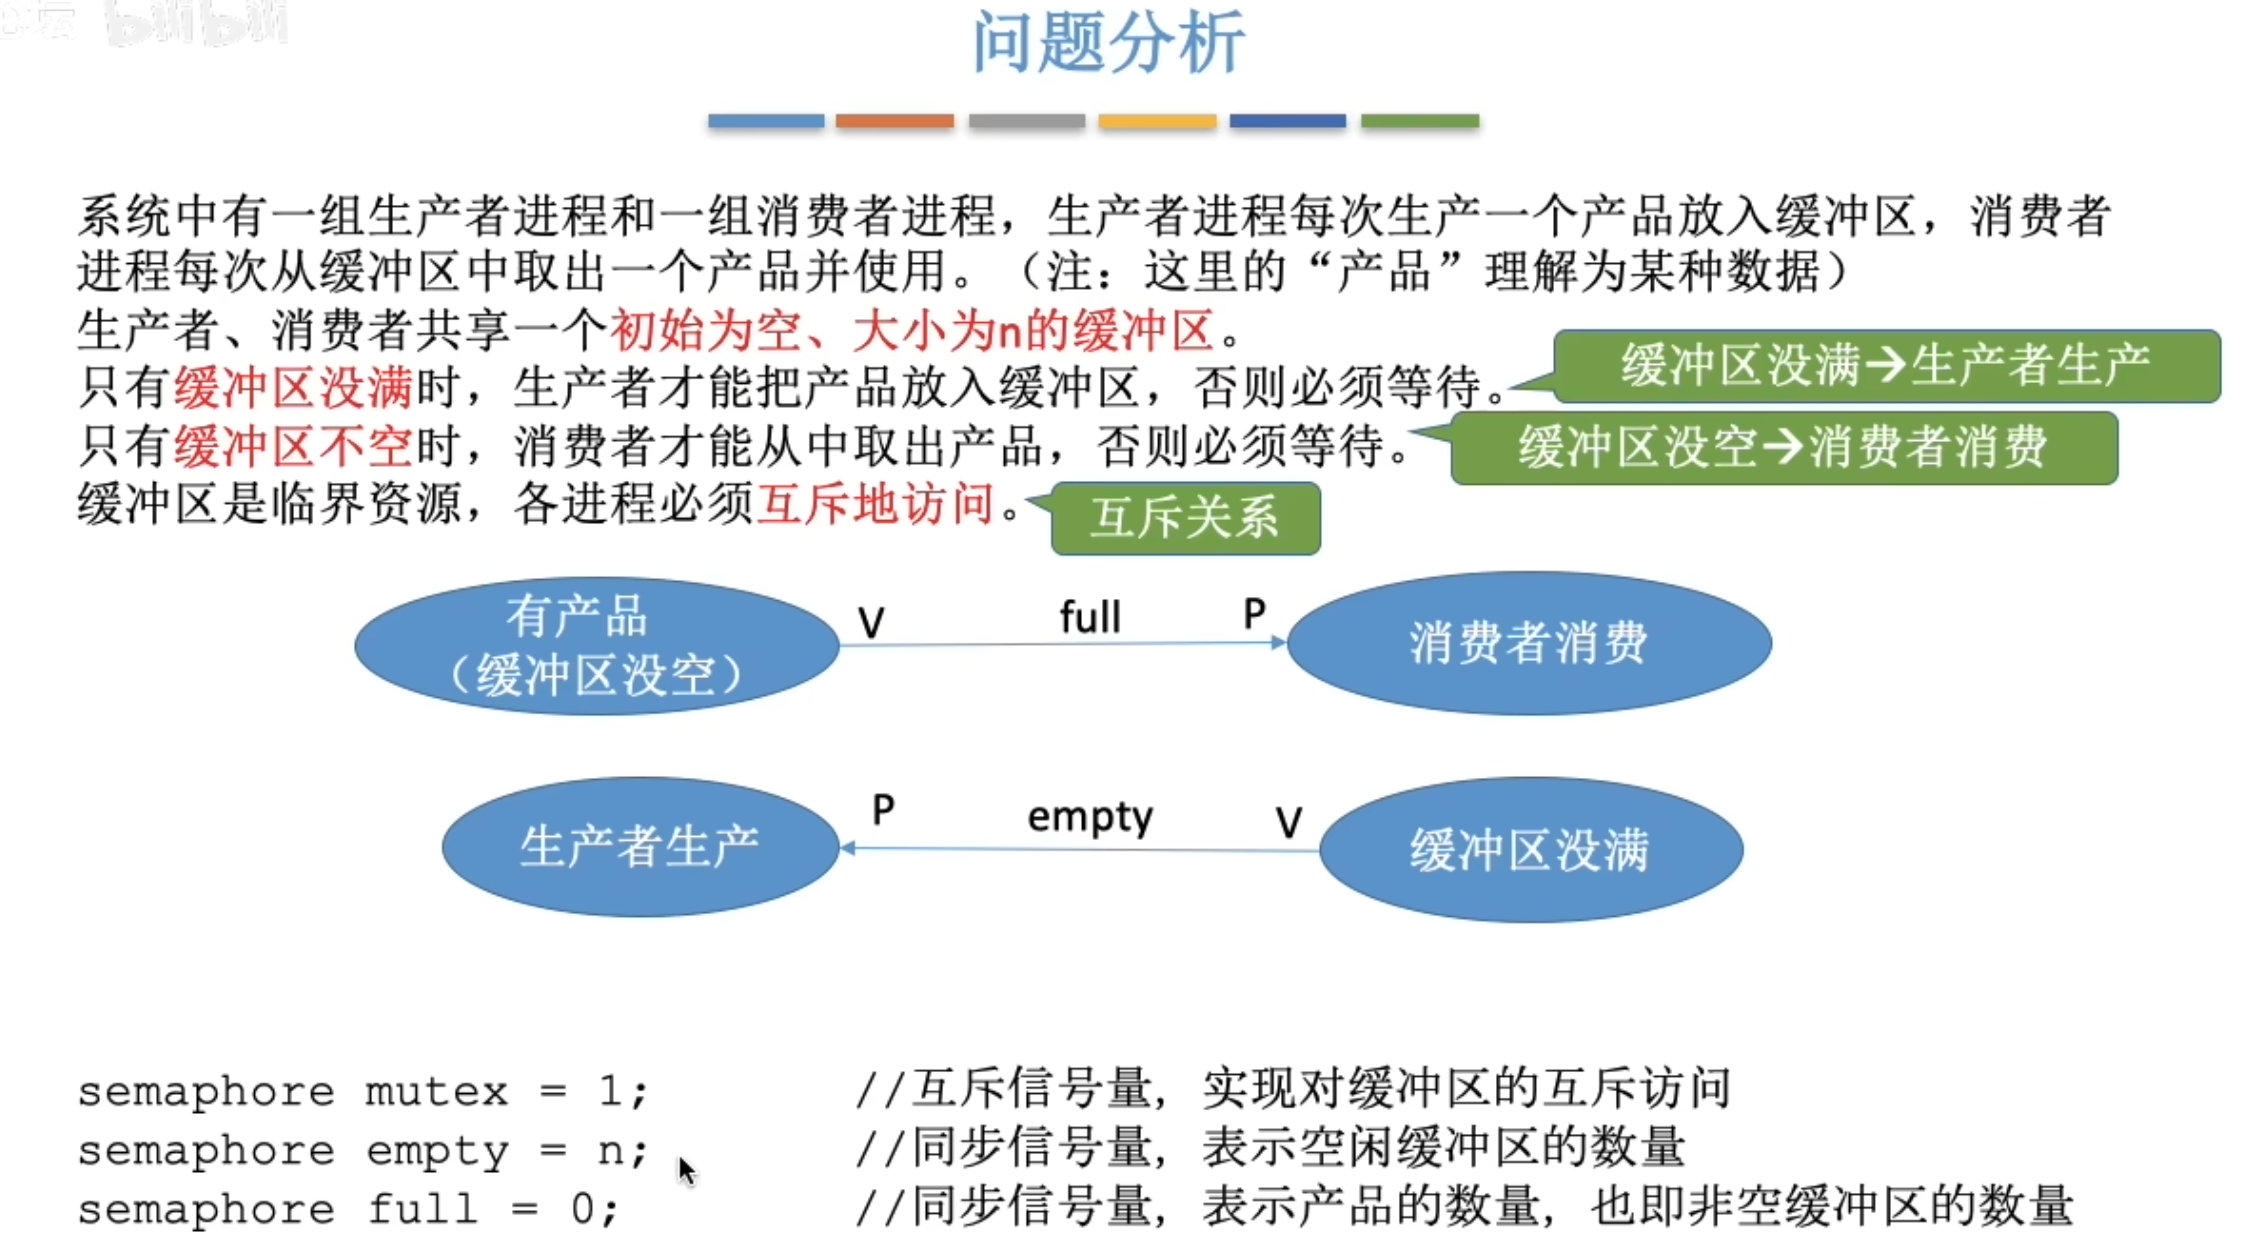 bilibili
问题分析
系统中有一组生产者进程和一组消费者进程，生产者进程每次生产一个产品放入缓冲区，消费者
进程每次从缓冲区中取出一个产品并使用。（注：这里的“产品”理解为某种数据）
生产者、消费者共享一个初始为空、大小为n的缓冲区。
只有缓冲区没满时，生产者才能把产品放入缓冲区，否则必须等待。
缓冲区没满→生产者生产
只有缓冲区不空时，消费者才能从中取出产品，否则必须等待。
缓冲区没空→消费者消费
缓冲区是临界资源，各进程必须互斥地访问。
互斥关系
有产品
（缓冲区没空）
V
full
P
消费者消费
生产者生产
P
empty
V
缓冲区没满
semaphore mutex = 1; //互斥信号量，实现对缓冲区的互斥访问
semaphore empty = n; //同步信号量，表示空闲缓冲区的数量
semaphore full = 0; //同步信号量，表示产品的数量，也即非空缓冲区的数量